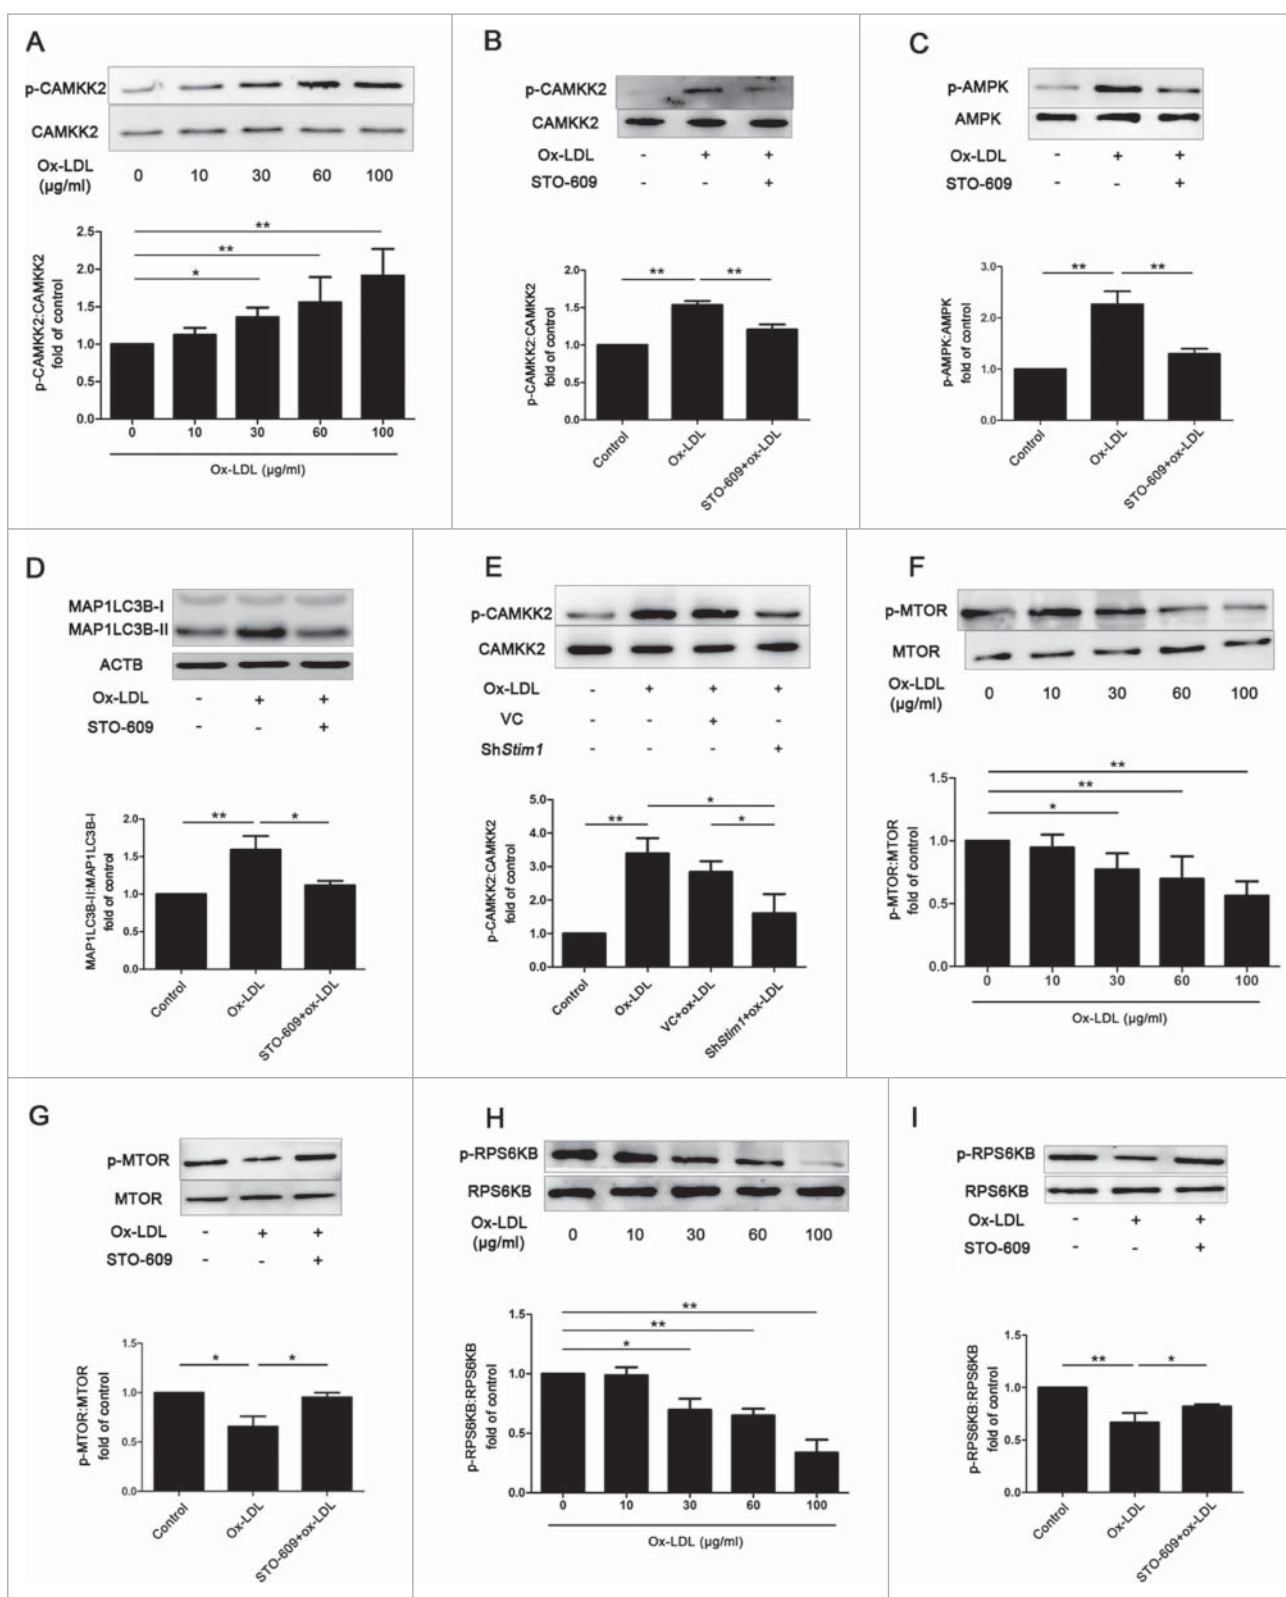 A
p-CAMKK2
CAMKK2
Ox-LDL
(µg/ml)
0 10 30 60 100
**
**
*
2.5
2.0
1.5
1.0
0.5
0.0
p-CAMKK2:CAMKK2
fold of control
0 10 30 60 100
Ox-LDL (µg/ml)
B
p-CAMKK2
CAMKK2
Ox-LDL - + +
STO-609 - - +
** **
2.0
1.5
1.0
0.5
0.0
p-CAMKK2:CAMKK2
fold of control
Control Ox-LDL STO-609+ox-LDL
C
p-AMPK
AMPK
Ox-LDL - + +
STO-609 - - +
** **
3.0
2.0
1.0
0.0
p-AMPK:AMPK
fold of control
Control Ox-LDL STO-609+ox-LDL
D
MAP1LC3B-I
MAP1LC3B-II
ACTB
Ox-LDL - + +
STO-609 - - +
** *
2.0
1.5
1.0
0.5
0.0
MAP1LC3B-II:MAP1LC3B-I
fold of control
Control Ox-LDL STO-609+ox-LDL
E
p-CAMKK2
CAMKK2
Ox-LDL - + + +
VC - - + -
ShStim1 - - - +
*
** *
5.0
4.0
3.0
2.0
1.0
0.0
p-CAMKK2:CAMKK2
fold of control
Control Ox-LDL VC+ox-LDL ShStim1+ox-LDL
F
p-MTOR
MTOR
Ox-LDL
(µg/ml)
0 10 30 60 100
**
**
*
1.5
1.0
0.5
0.0
p-MTOR:MTOR
fold of control
0 10 30 60 100
Ox-LDL (µg/ml)
G
p-MTOR
MTOR
Ox-LDL - + +
STO-609 - - +
* *
1.5
1.0
0.5
0.0
p-MTOR:MTOR
fold of control
Control Ox-LDL STO-609+ox-LDL
H
p-RPS6KB
RPS6KB
Ox-LDL
(µg/ml)
0 10 30 60 100
**
**
*
1.5
1.0
0.5
0.0
p-RPS6KB:RPS6KB
fold of control
0 10 30 60 100
Ox-LDL (µg/ml)
I
p-RPS6KB
RPS6KB
Ox-LDL - + +
STO-609 - - +
** *
1.5
1.0
0.5
0.0
p-RPS6KB:RPS6KB
fold of control
Control Ox-LDL STO-609+ox-LDL